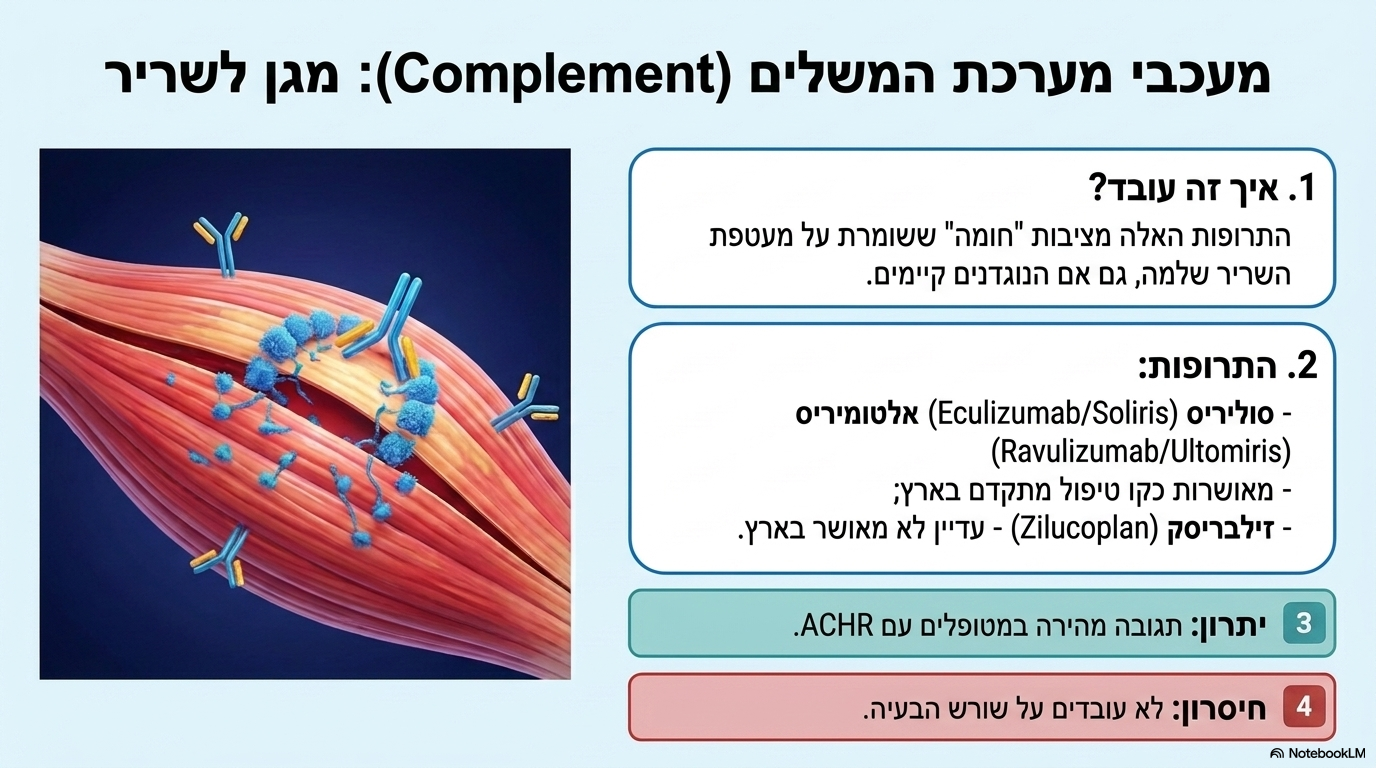 מעכבי מערכת המשלים (Complement): מגן לשריר
1. איך זה עובד?
התרופות האלה מציבות "חומה" ששומרת על מעטפת
השריר שלמה, גם אם הנוגדנים קיימים.
2. התרופות:
- סוליריס (Eculizumab/Soliris) אלטומיריס
(Ravulizumab/Ultomiris)
- מאושרות כקו טיפול מתקדם בארץ;
- זילבריסק (Zilucoplan) - עדיין לא מאושר בארץ.
3 יתרון: תגובה מהירה במטופלים עם ACHR.
4 חיסרון: לא עובדים על שורש הבעיה.
NotebookLM